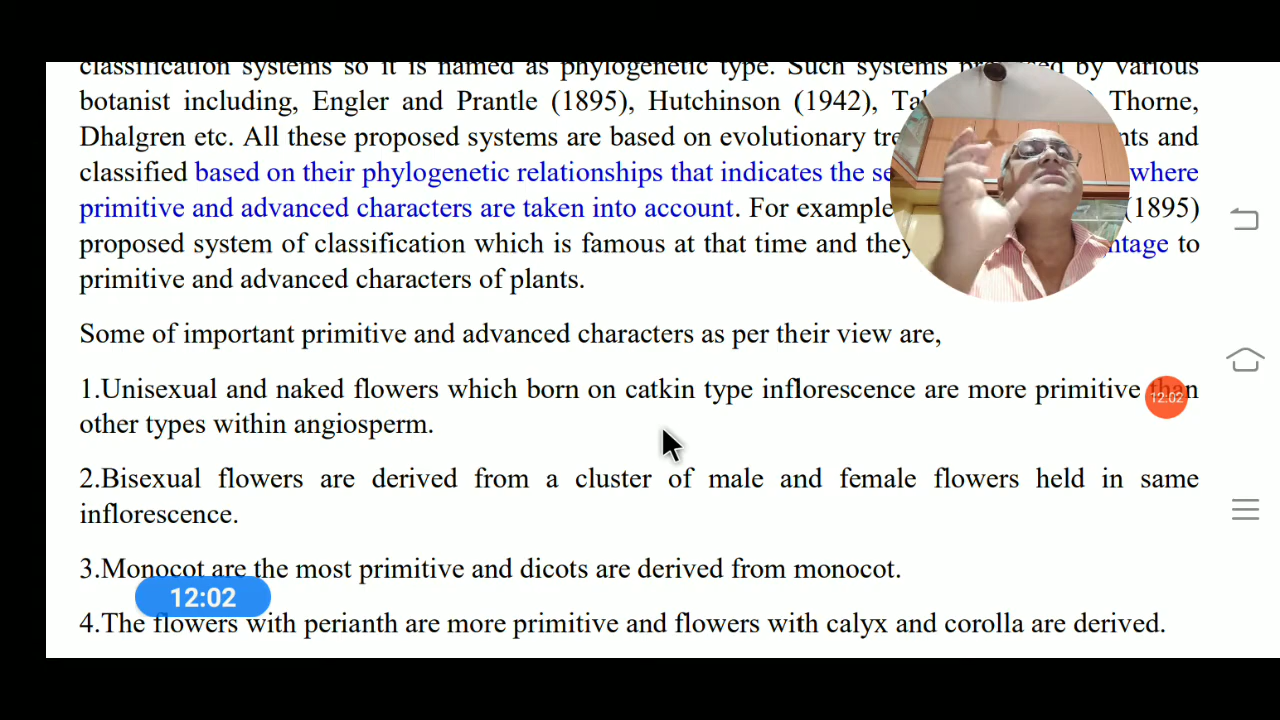 classification systems so it is named as phylogenetic type. Such systems by various
botanist including, Engler and Prantle (1895), Hutchinson (1942), Thorne,
Dhalgren etc. All these proposed systems are based on evolutionary and
classified based on their phylogenetic relationships that indicates the where
primitive and advanced characters are taken into account. For example (1895)
proposed system of classification which is famous at that time and they to
primitive and advanced characters of plants.
Some of important primitive and advanced characters as per their view are,
1.Unisexual and naked flowers which born on catkin type inflorescence are more primitive than
12:02
other types within angiosperm.
2.Bisexual flowers are derived from a cluster of male and female flowers held in same
inflorescence.
3.Monocot are the most primitive and dicots are derived from monocot.
12:02
4.The flowers with perianth are more primitive and flowers with calyx and corolla are derived.